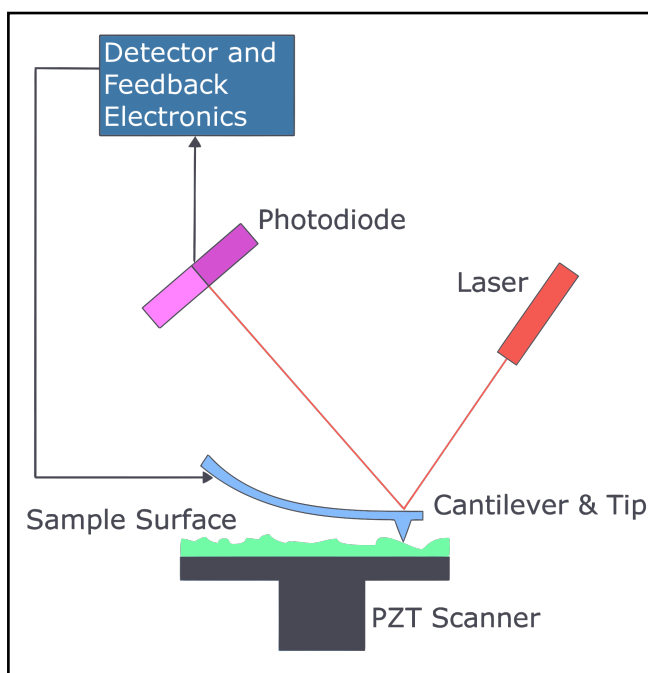 Detector and
Feedback
Electronics
Photodiode
Laser
Cantilever & Tip
Sample Surface
PZT Scanner